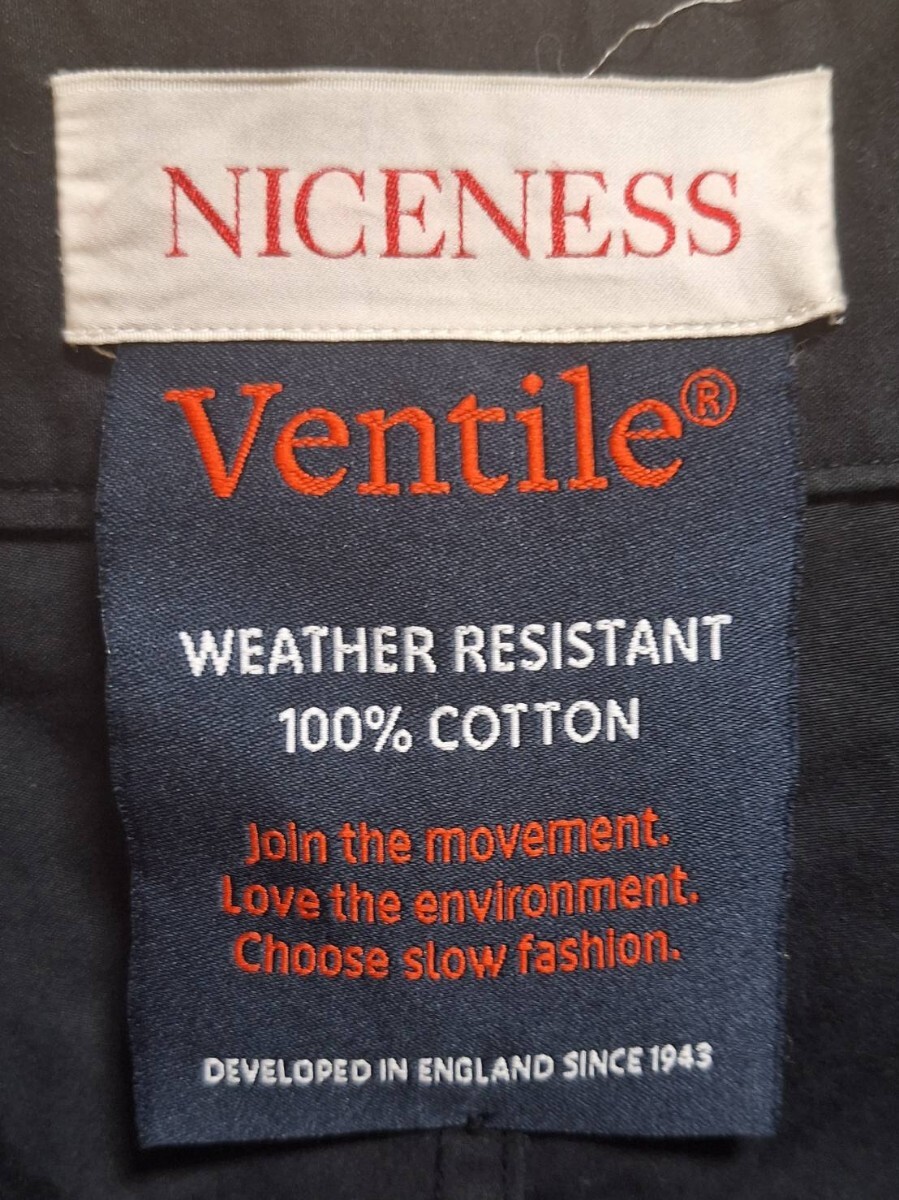 NICENESS
Ventile®
WEATHER RESISTANT
100% COTTON
Join the movement.
Love the environment.
Choose slow fashion.
DEVELOPED IN ENGLAND SINCE 1943